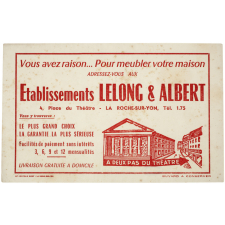 Vous avez raison... Pour meubler votre maison
ADRESSEZ-VOUS AUX
Etablissements LELONG & ALBERT
4, Place du Théâtre - LA ROCHE-SUR-YON, Tél. 1.75
Vous y trouverez :
LE PLUS GRAND CHOIX
LA GARANTIE LA PLUS SÉRIEUSE
Facilités de paiement sans intérêts
3, 6, 9 et 12 mensualités
LIVRAISON GRATUITE A DOMICILE
A DEUX PAS DU THÉATRE